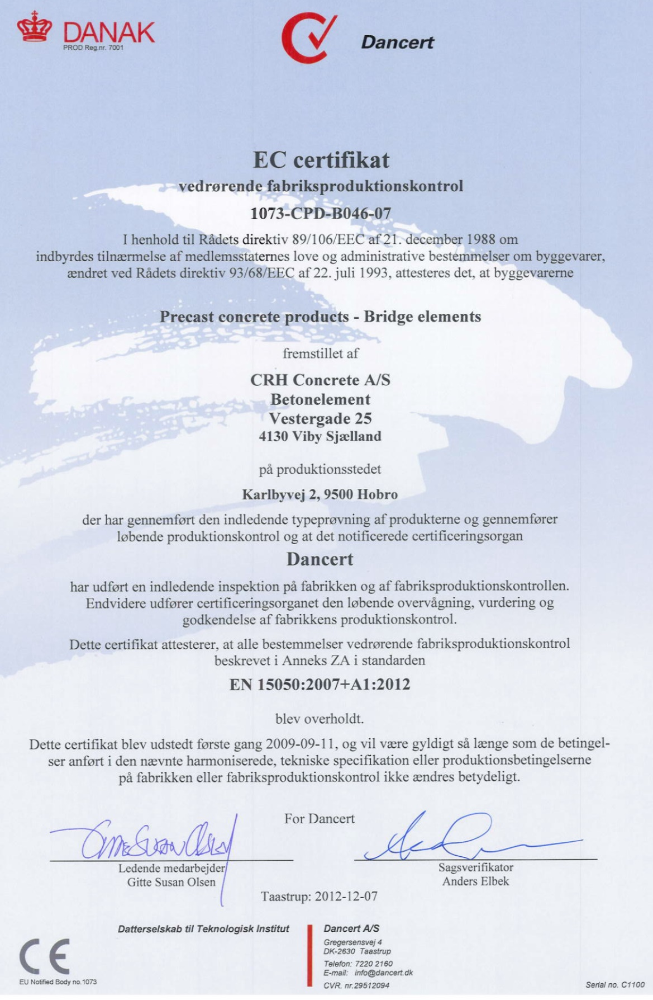 DANAK
PROD Reg.nr. 7001
Dancert
EC certifikat
vedrørende fabriksproduktionskontrol
1073-CPD-B046-07
I henhold til Rådets direktiv 89/106/EEC af 21. december 1988 om
indbyrdes tilnærmelse af medlemsstaternes love og administrative bestemmelser om byggevarer,
ændret ved Rådets direktiv 93/68/EEC af 22. juli 1993, attesteres det, at byggevarerne
Precast concrete products - Bridge elements
fremstillet af
CRH Concrete A/S
Betonelement
Vestergade 25
4130 Viby Sjælland
på produktionsstedet
Karlbyvej 2, 9500 Hobro
der har gennemført den indledende typeprøvning af produkterne og gennemfører
løbende produktionskontrol og at det notificerede certificeringsorgan
Dancert
har udført en indledende inspektion på fabrikken og af fabriksproduktionskontrollen.
Endvidere udfører certificeringsorganet den løbende overvågning, vurdering og
godkendelse af fabrikkens produktionskontrol.
Dette certifikat attesterer, at alle bestemmelser vedrørende fabriksproduktionskontrol
beskrevet i Anneks ZA i standarden
EN 15050:2007+A1:2012
blev overholdt.
Dette certifikat blev udstedt første gang 2009-09-11, og vil være gyldigt så længe som de betingel-
ser anført i den nævnte harmoniserede, tekniske specifikation eller produktionsbetingelserne
på fabrikken eller fabriksproduktionskontrol ikke ændres betydeligt.
For Dancert
Gitte Susan Olsen
Ledende medarbejder
Gitte Susan Olsen
Sagsverifikator
Anders Elbek
Taastrup: 2012-12-07
Datterselskab til Teknologisk Institut
Dancert A/S
Gregersensvej 4
DK-2630 Taastrup
Telefon: 7220 2160
E-mail: info@dancert.dk
CVR. nr.29512094
CE
EU Notified Body no.1073
Serial no. C1100